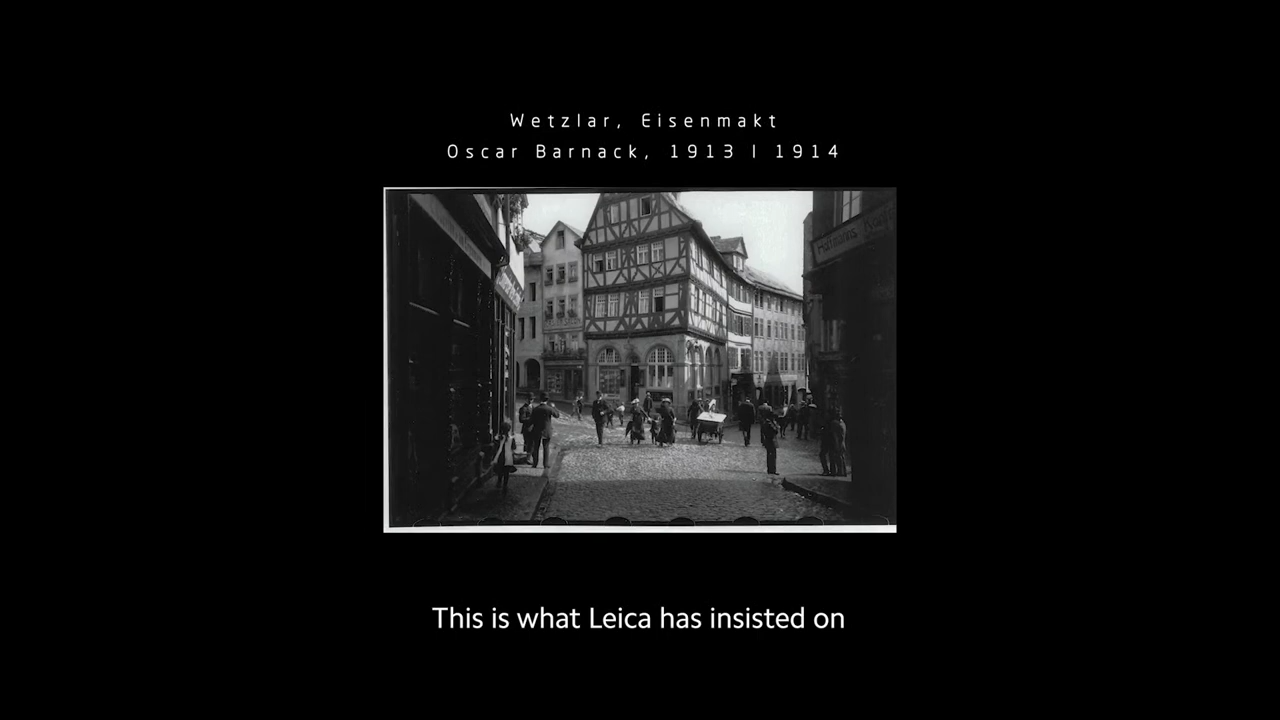 Wetzlar, Eisenmakt
Oscar Barnack, 1913 | 1914
This is what Leica has insisted on